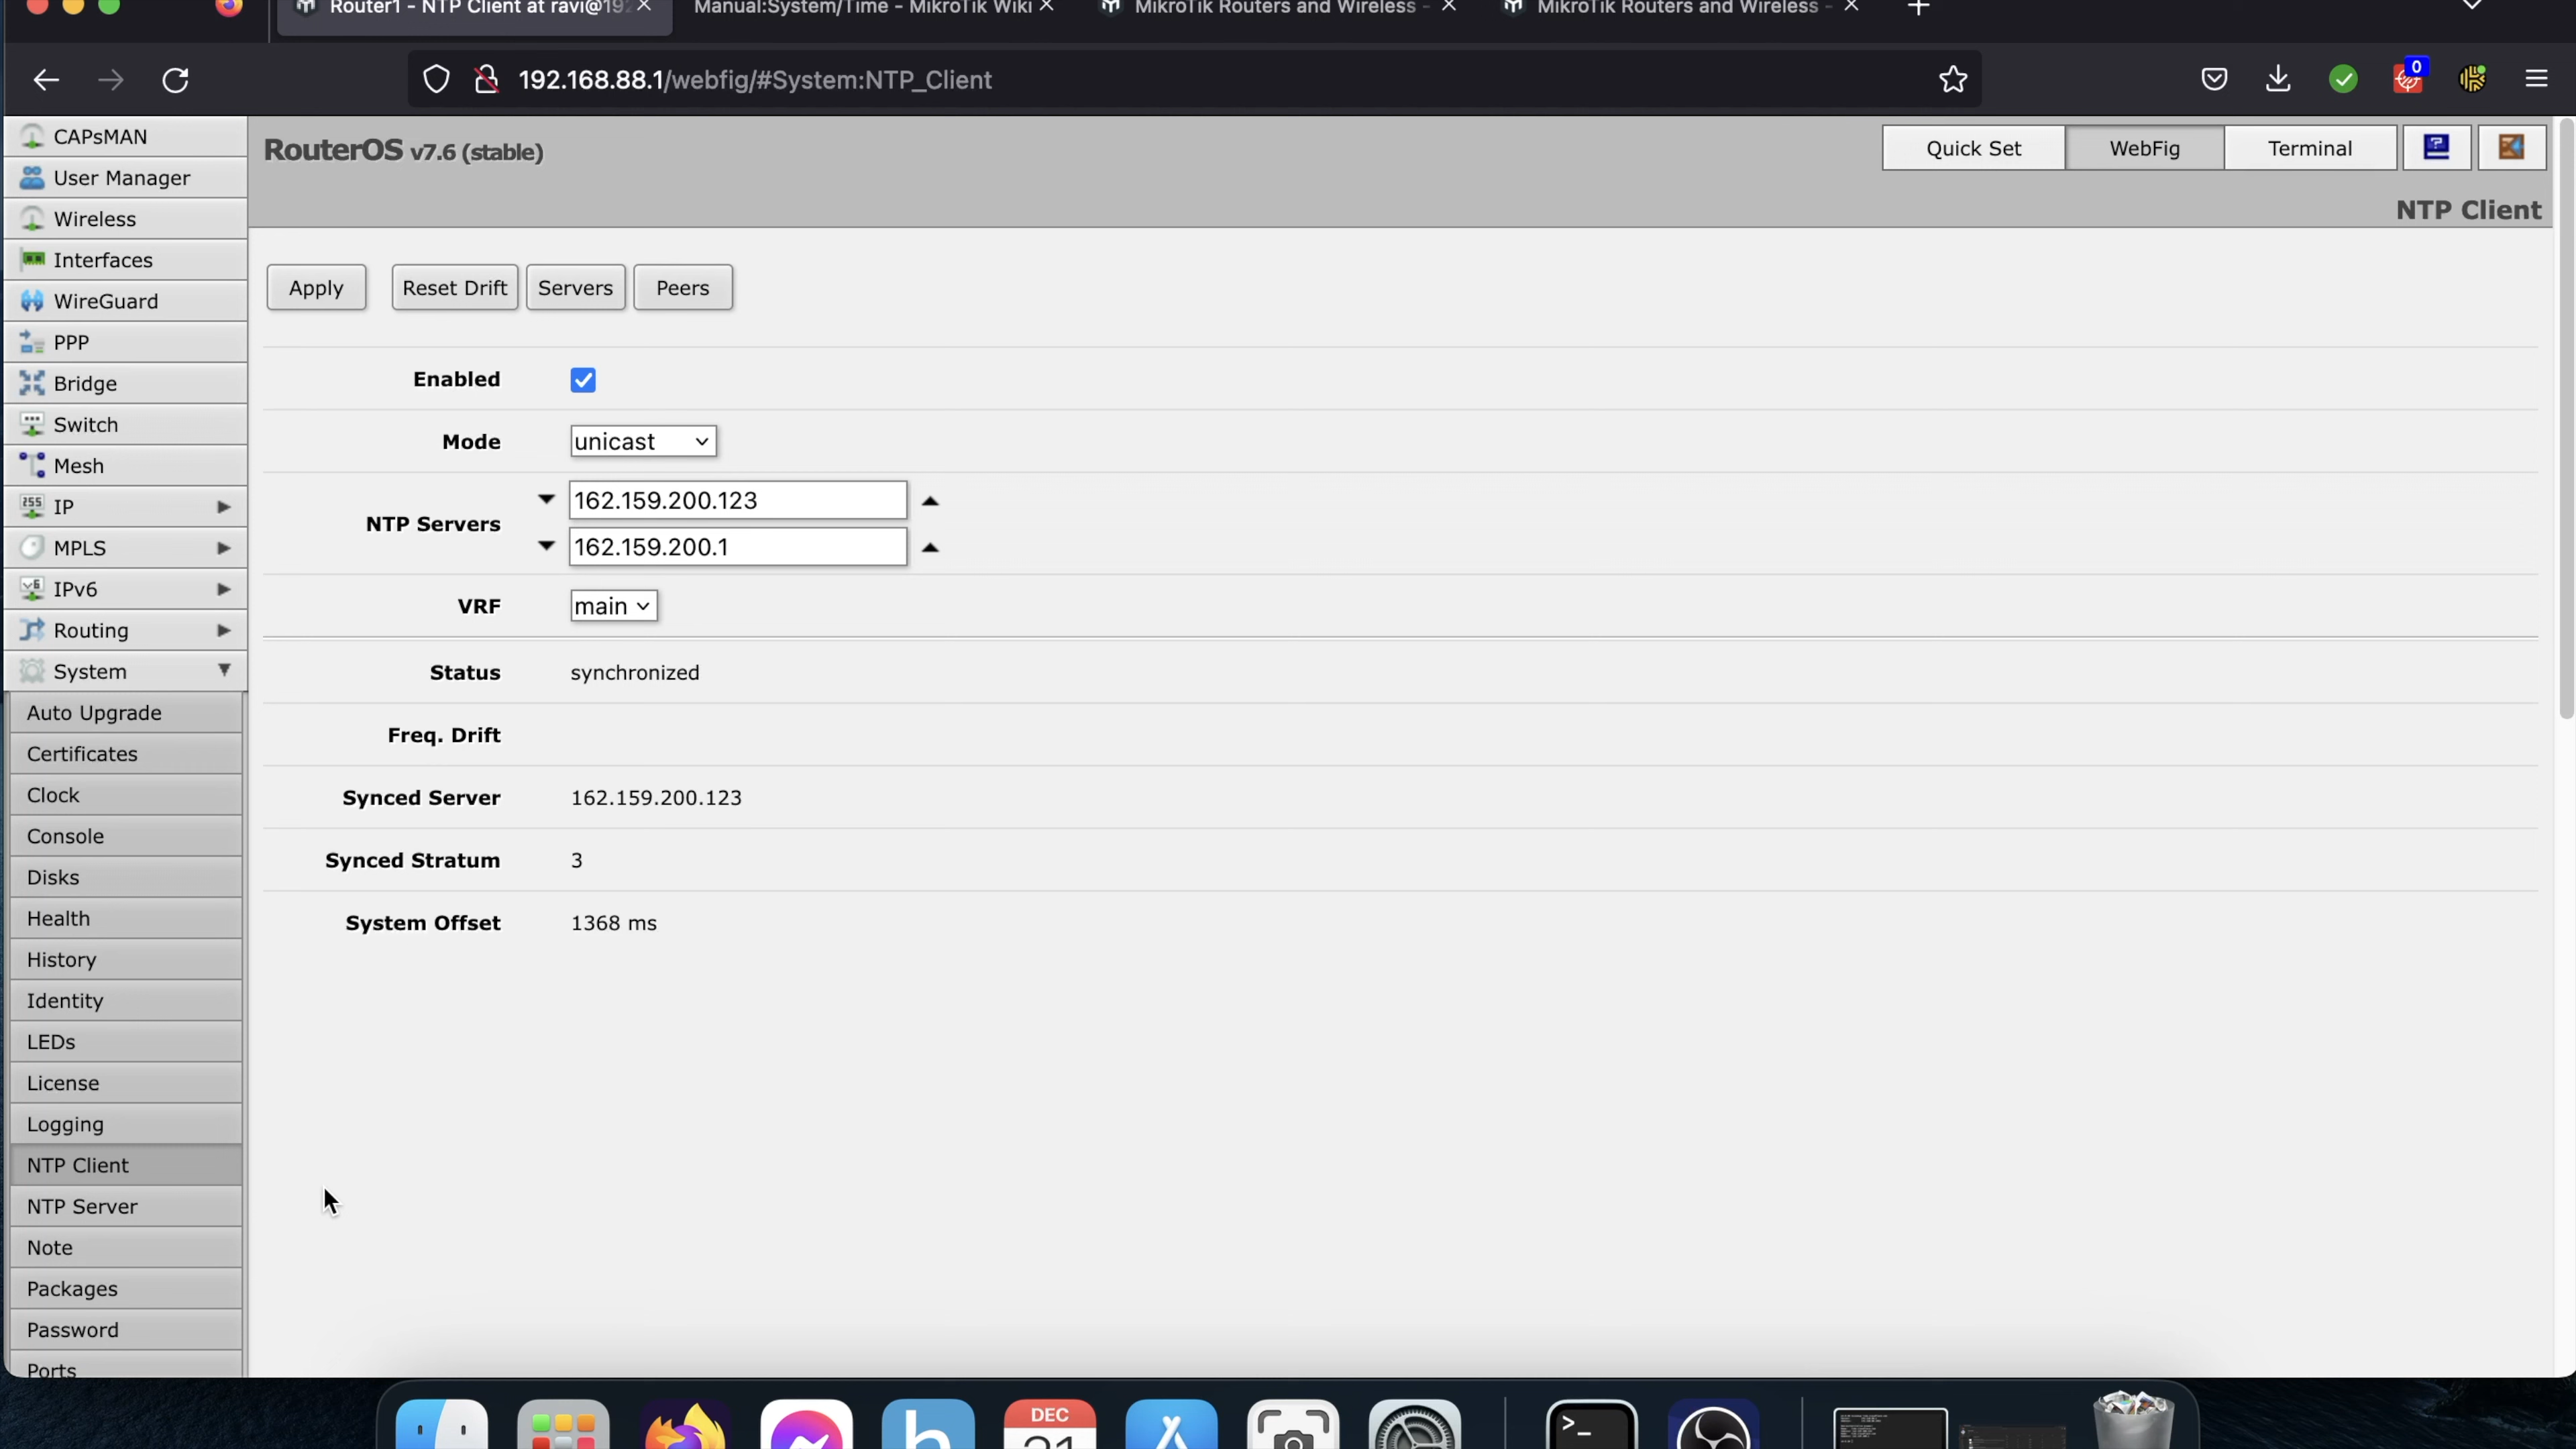 Router1 - NTP Client at ravi@192
Manual:System/Time - MikroTik Wiki
MikroTik Routers and Wireless -
MikroTik Routers and Wireless -
192.168.88.1/webfig/#System:NTP_Client
0
CAPsMAN
User Manager
Wireless
Interfaces
WireGuard
PPP
Bridge
Switch
Mesh
255
IP
MPLS
v6
IPv6
Routing
System
Auto Upgrade
Certificates
Clock
Console
Disks
Health
History
Identity
LEDs
License
Logging
NTP Client
NTP Server
Note
Packages
Password
Ports
RouterOS v7.6 (stable)
Quick Set
WebFig
Terminal
NTP Client
Apply
Reset Drift
Servers
Peers
Enabled
Mode
unicast
NTP Servers
162.159.200.123
162.159.200.1
VRF
main
Status
synchronized
Freq. Drift
Synced Server
162.159.200.123
Synced Stratum
3
System Offset
1368 ms
DEC
21